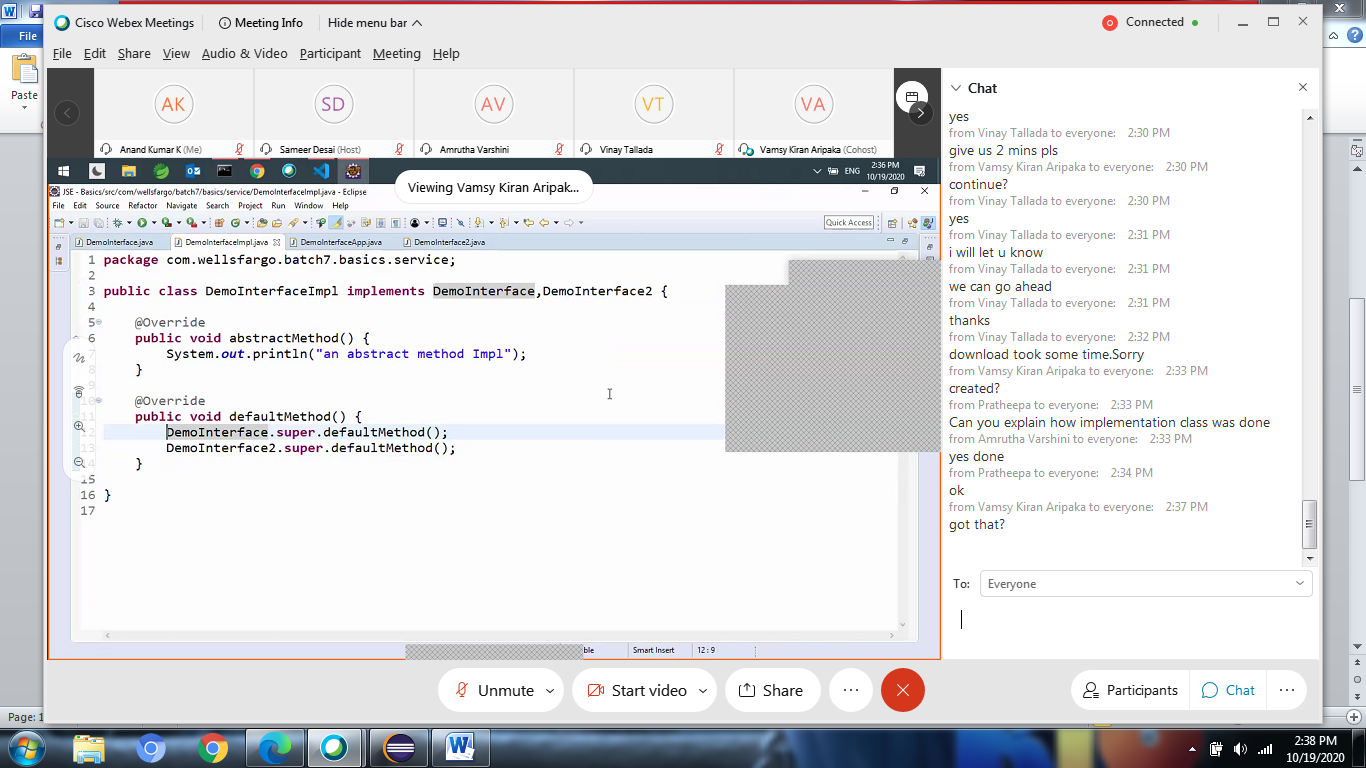 File
Paste
Page: 1
Cisco Webex Meetings
Meeting Info
Hide menu bar
Connected
File Edit Share View Audio & Video Participant Meeting Help
AK
SD
AV
VT
VA
Anand Kumar K (Me)
Sameer Desai (Host)
Amrutha Varshini
Vinay Tallada
Vamsy Kiran Aripaka (Cohost)
ENG
2:36 PM
10/19/2020
Viewing Vamsy Kiran Aripak...
JSE - Basics/src/com/wellsfargo/batch7/basics/service/DemoInterfaceImpl.java - Eclipse
File Edit Source Refactor Navigate Search Project Run Window Help
Quick Access
DemoInterface.java
DemoInterfaceImpl.java
DemoInterfaceApp.java
DemoInterface2.java
1 package com.wellsfargo.batch7.basics.service;
2
3 public class DemoInterfaceImpl implements DemoInterface,DemoInterface2 {
4
5 @Override
6 public void abstractMethod() {
7 System.out.println("an abstract method Impl");
8 }
9
10 @Override
11 public void defaultMethod() {
12 DemoInterface.super.defaultMethod();
13 DemoInterface2.super.defaultMethod();
14 }
15
16 }
17
ble
Smart Insert
12 : 9
Chat
yes
from Vinay Tallada to everyone: 2:30 PM
give us 2 mins pls
from Vamsy Kiran Aripaka to everyone: 2:30 PM
continue?
from Vinay Tallada to everyone: 2:30 PM
yes
from Vinay Tallada to everyone: 2:31 PM
i will let u know
from Vinay Tallada to everyone: 2:31 PM
we can go ahead
from Vinay Tallada to everyone: 2:31 PM
thanks
from Vinay Tallada to everyone: 2:32 PM
download took some time.Sorry
from Vamsy Kiran Aripaka to everyone: 2:33 PM
created?
from Pratheepa to everyone: 2:33 PM
Can you explain how implementation class was done
from Amrutha Varshini to everyone: 2:33 PM
yes done
from Pratheepa to everyone: 2:34 PM
ok
from Vamsy Kiran Aripaka to everyone: 2:37 PM
got that?
To: Everyone
Unmute
Start video
Share
Participants
Chat
2:38 PM
10/19/2020